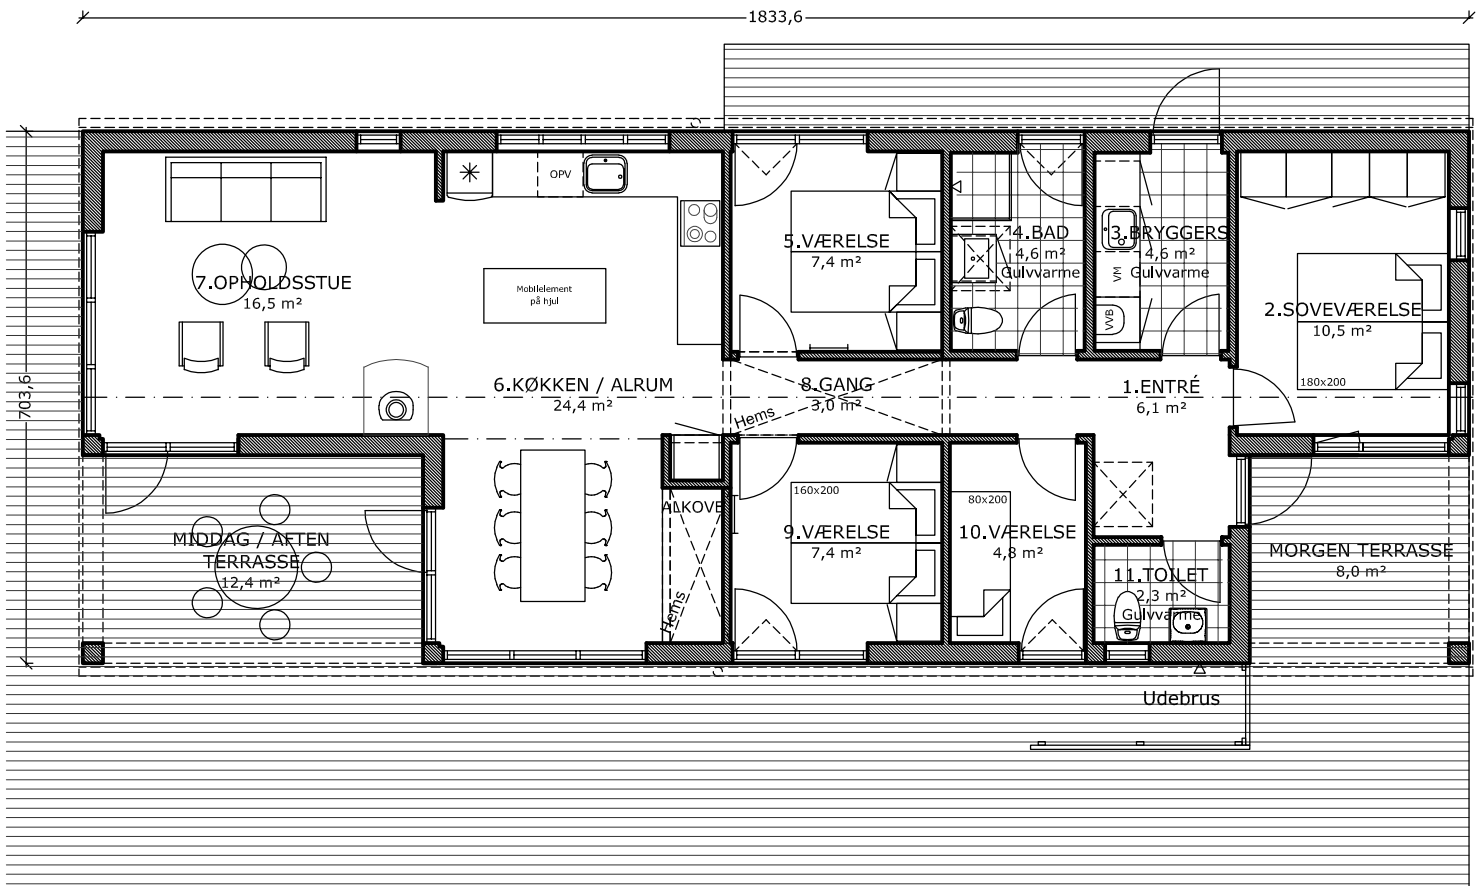 1833,6
703,6
OPV
5.VÆRELSE
7,4 m²
4.BAD
4,6 m²
Gulvvarme
3.BRYGGERS
4,6 m²
Gulvvarme
VM
VVB
7.OPHOLDSSTUE
16,5 m²
Mobilelement
på hjul
2.SOVEVÆRELSE
10,5 m²
180x200
6.KØKKEN / ALRUM
24,4 m²
8.GANG
3,0 m²
Hems
1.ENTRÉ
6,1 m²
160x200
80x200
ALKOVE
Hems
MIDDAG / AFTEN
TERRASSE
12,4 m²
9.VÆRELSE
7,4 m²
10.VÆRELSE
4,8 m²
MORGEN TERRASSE
8,0 m²
11.TOILET
2,3 m²
Gulvvarme
Udebrus